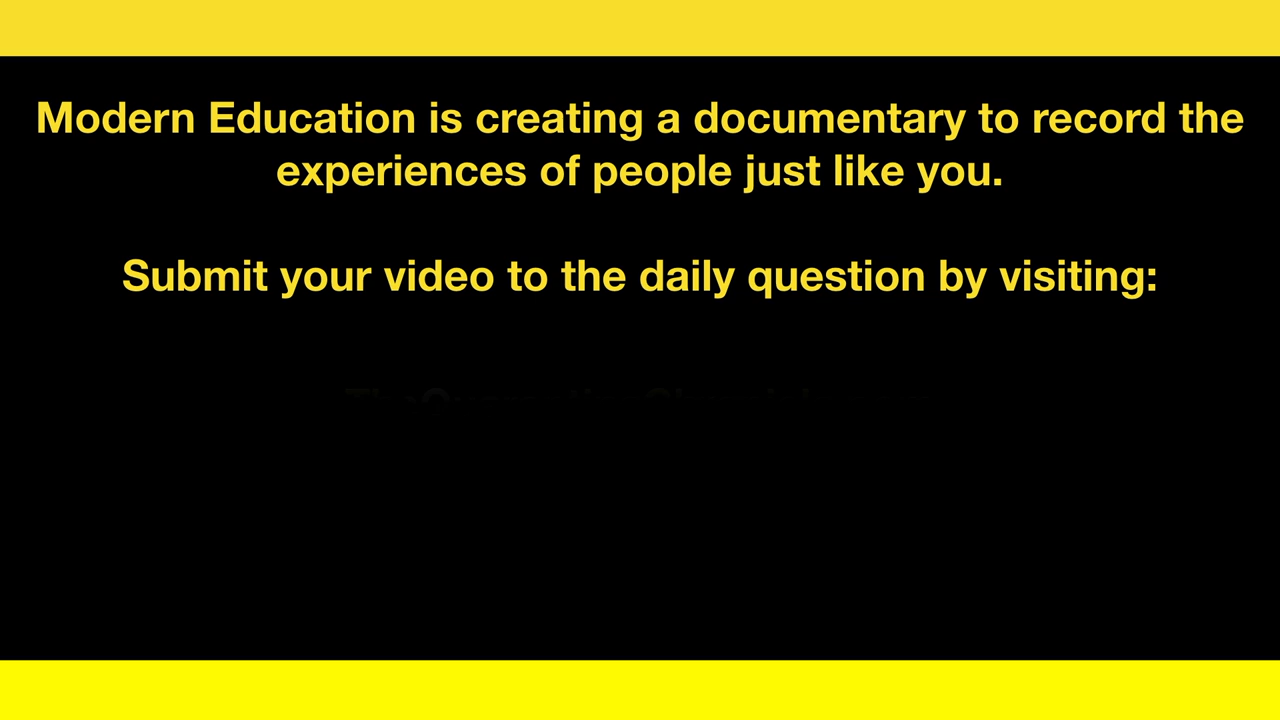 Modern Education is creating a documentary to record the
experiences of people just like you.
Submit your video to the daily question by visiting: